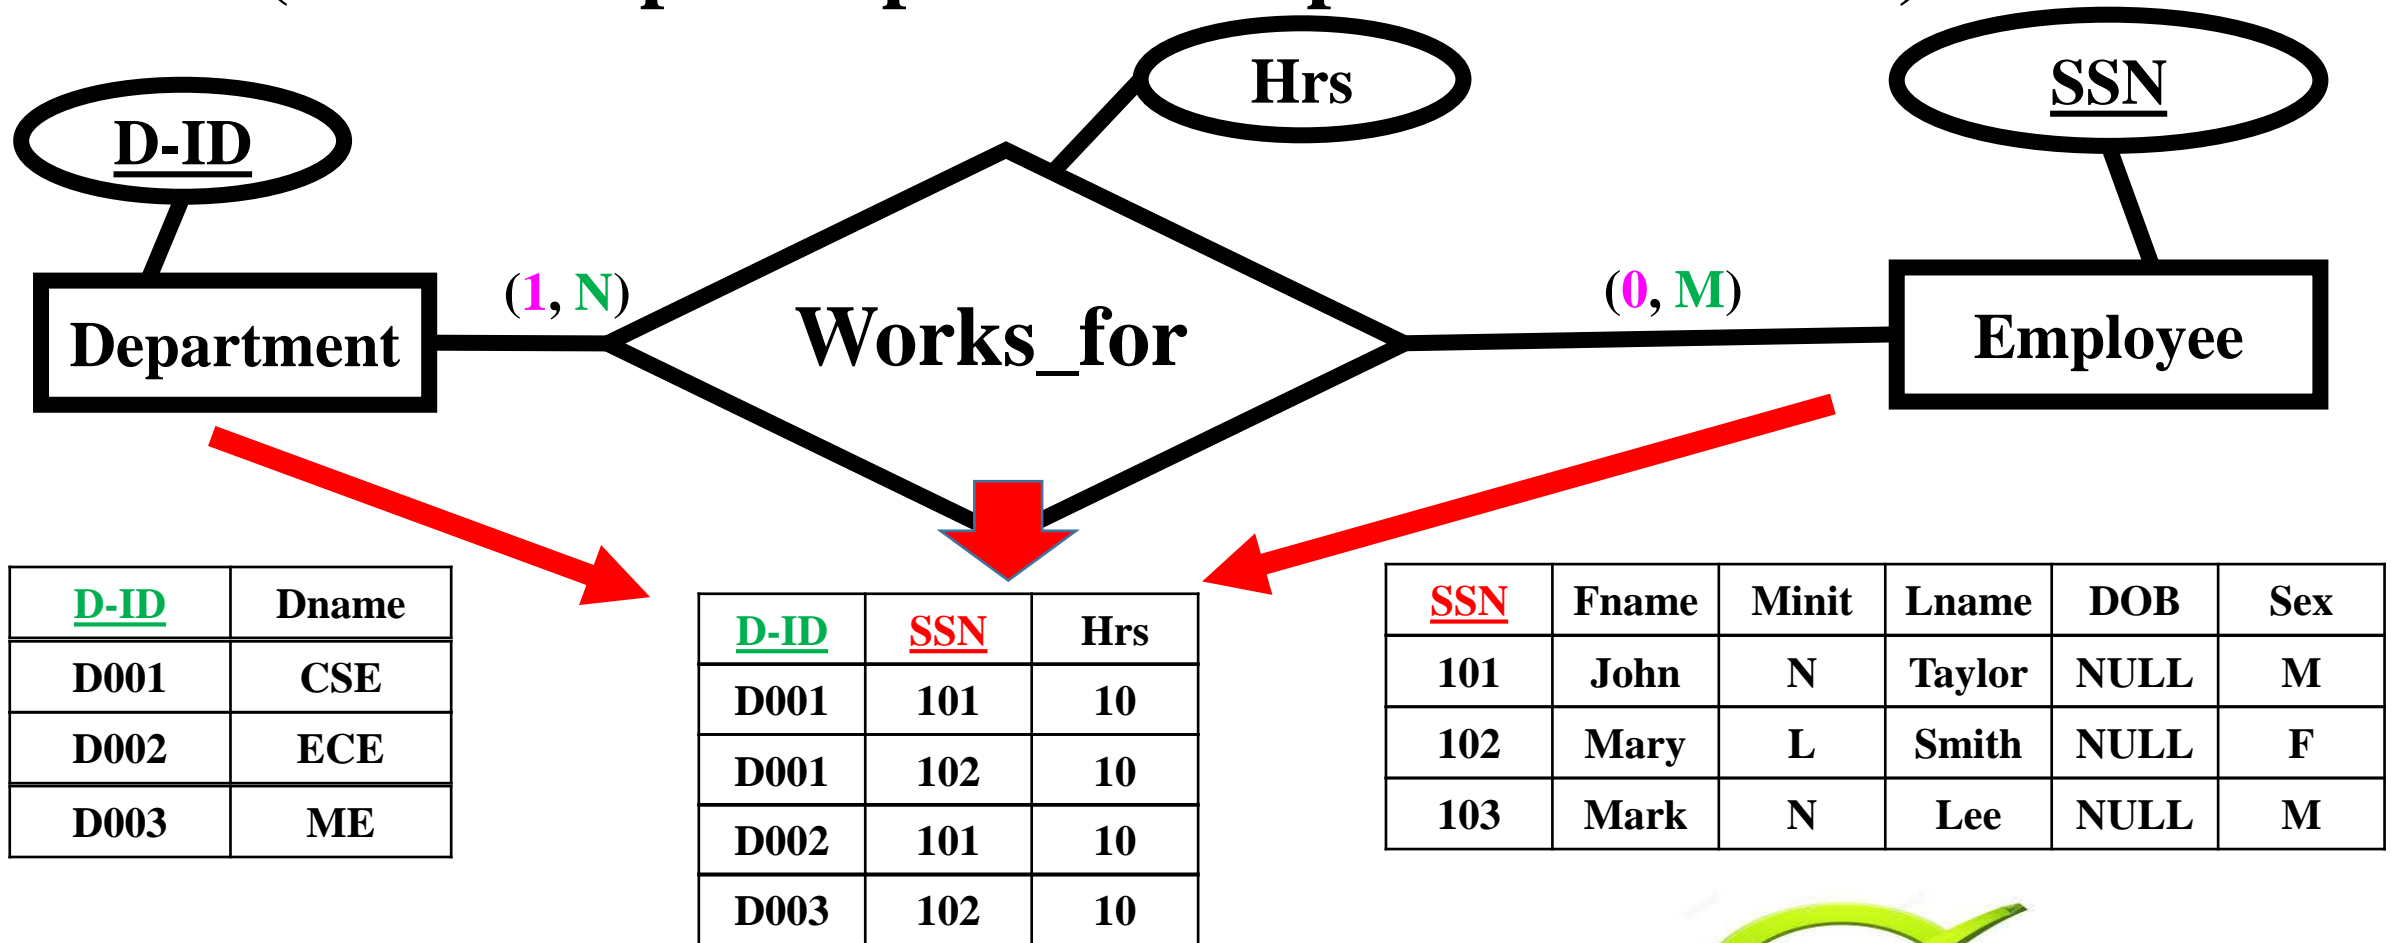 Hrs
SSN
D-ID
(1, N)
(0, M)
Department
Works_for
Employee
D-ID Dname
D001 CSE
D002 ECE
D003 ME
D-ID SSN Hrs
D001 101 10
D001 102 10
D002 101 10
D003 102 10
SSN Fname Minit Lname DOB Sex
101 John N Taylor NULL M
102 Mary L Smith NULL F
103 Mark N Lee NULL M